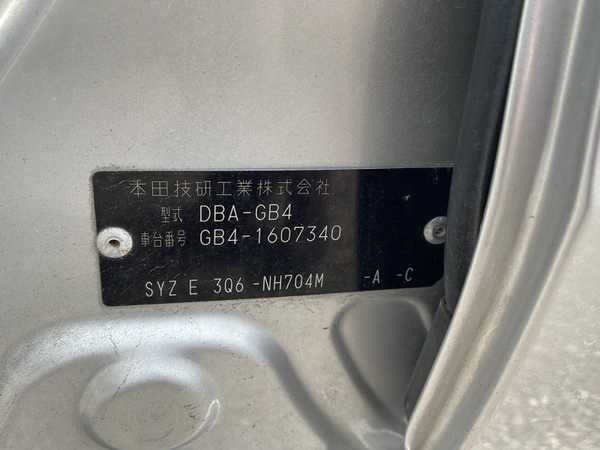 本田技研工業株式会社
型式 DBA-GB4
車台番号 GB4-1607340
SYZ E 3Q6 -NH704M -A -C